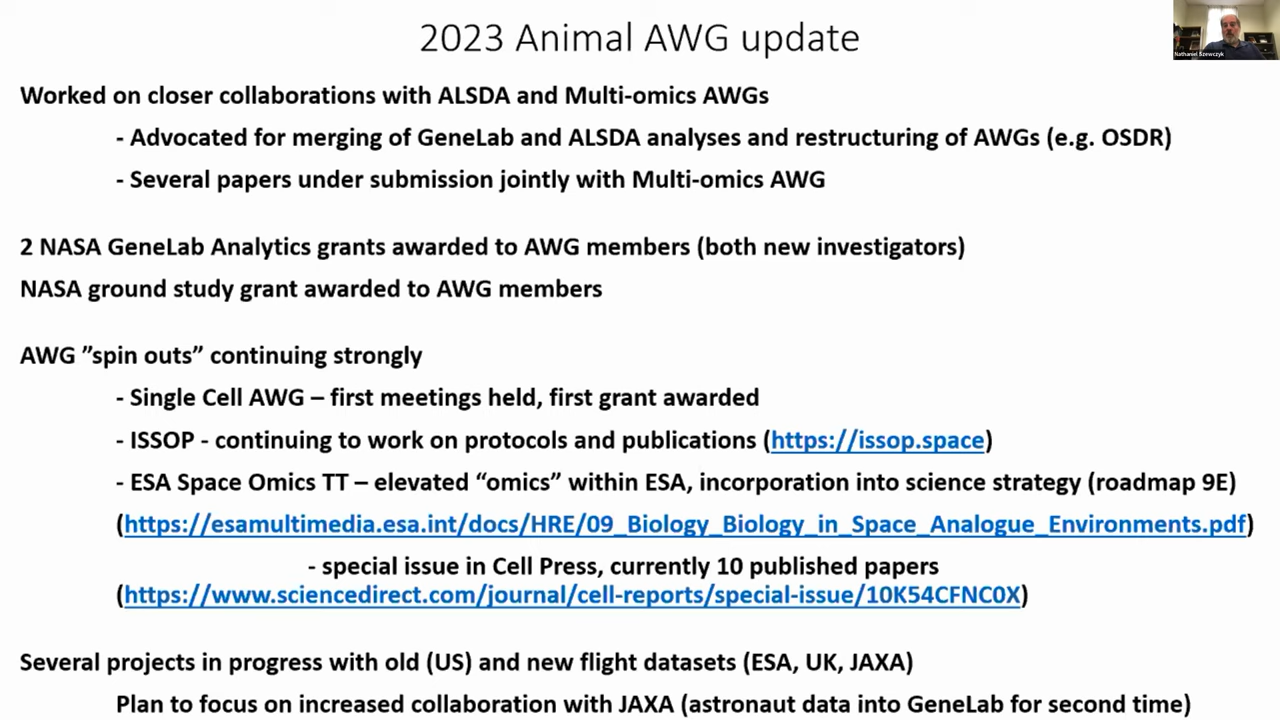 2023 Animal AWG update
Nathaniel Szewczyk
Worked on closer collaborations with ALSDA and Multi-omics AWGs
- Advocated for merging of GeneLab and ALSDA analyses and restructuring of AWGs (e.g. OSDR)
- Several papers under submission jointly with Multi-omics AWG
2 NASA GeneLab Analytics grants awarded to AWG members (both new investigators)
NASA ground study grant awarded to AWG members
AWG ”spin outs” continuing strongly
- Single Cell AWG – first meetings held, first grant awarded
- ISSOP - continuing to work on protocols and publications (https://issop.space)
- ESA Space Omics TT – elevated “omics” within ESA, incorporation into science strategy (roadmap 9E)
(https://esamultimedia.esa.int/docs/HRE/09_Biology_Biology_in_Space_Analogue_Environments.pdf)
- special issue in Cell Press, currently 10 published papers
(https://www.sciencedirect.com/journal/cell-reports/special-issue/10K54CFNC0X)
Several projects in progress with old (US) and new flight datasets (ESA, UK, JAXA)
Plan to focus on increased collaboration with JAXA (astronaut data into GeneLab for second time)